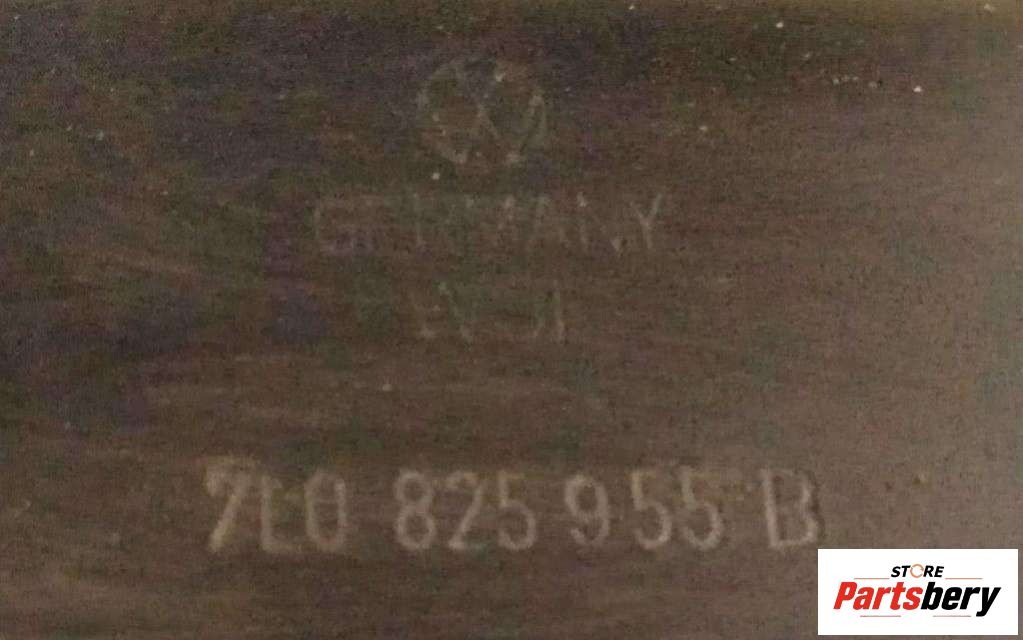 GERMANY
7L0 825 955 B
STORE
Partsbery